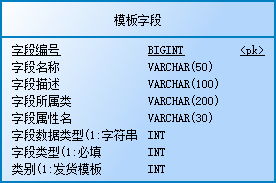 模板字段
字段编号 BIGINT <pk>
字段名称 VARCHAR(50)
字段描述 VARCHAR(100)
字段所属类 VARCHAR(200)
字段属性名 VARCHAR(30)
字段数据类型(1:字符串 INT
字段类型(1:必填 INT
类别(1:发货模板 INT